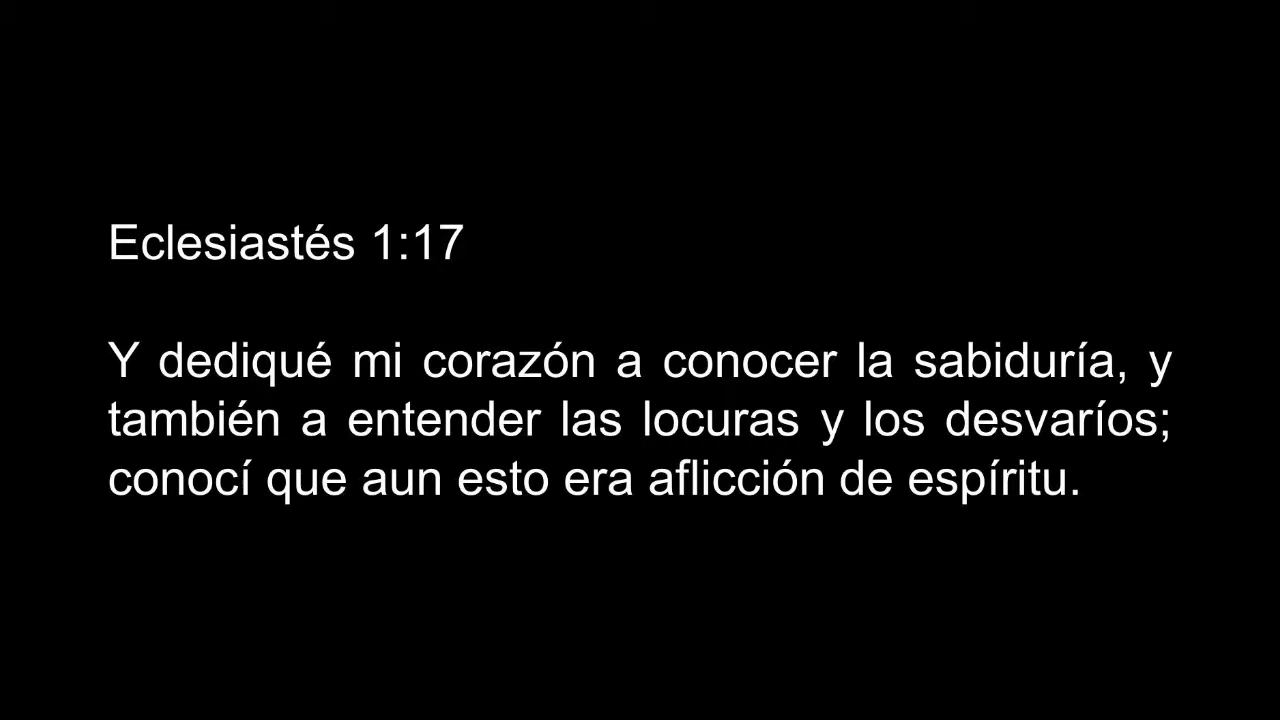 Eclesiastés 1:17
Y dediqué mi corazón a conocer la sabiduría, y
también a entender las locuras y los desvaríos;
conocí que aun esto era aflicción de espíritu.